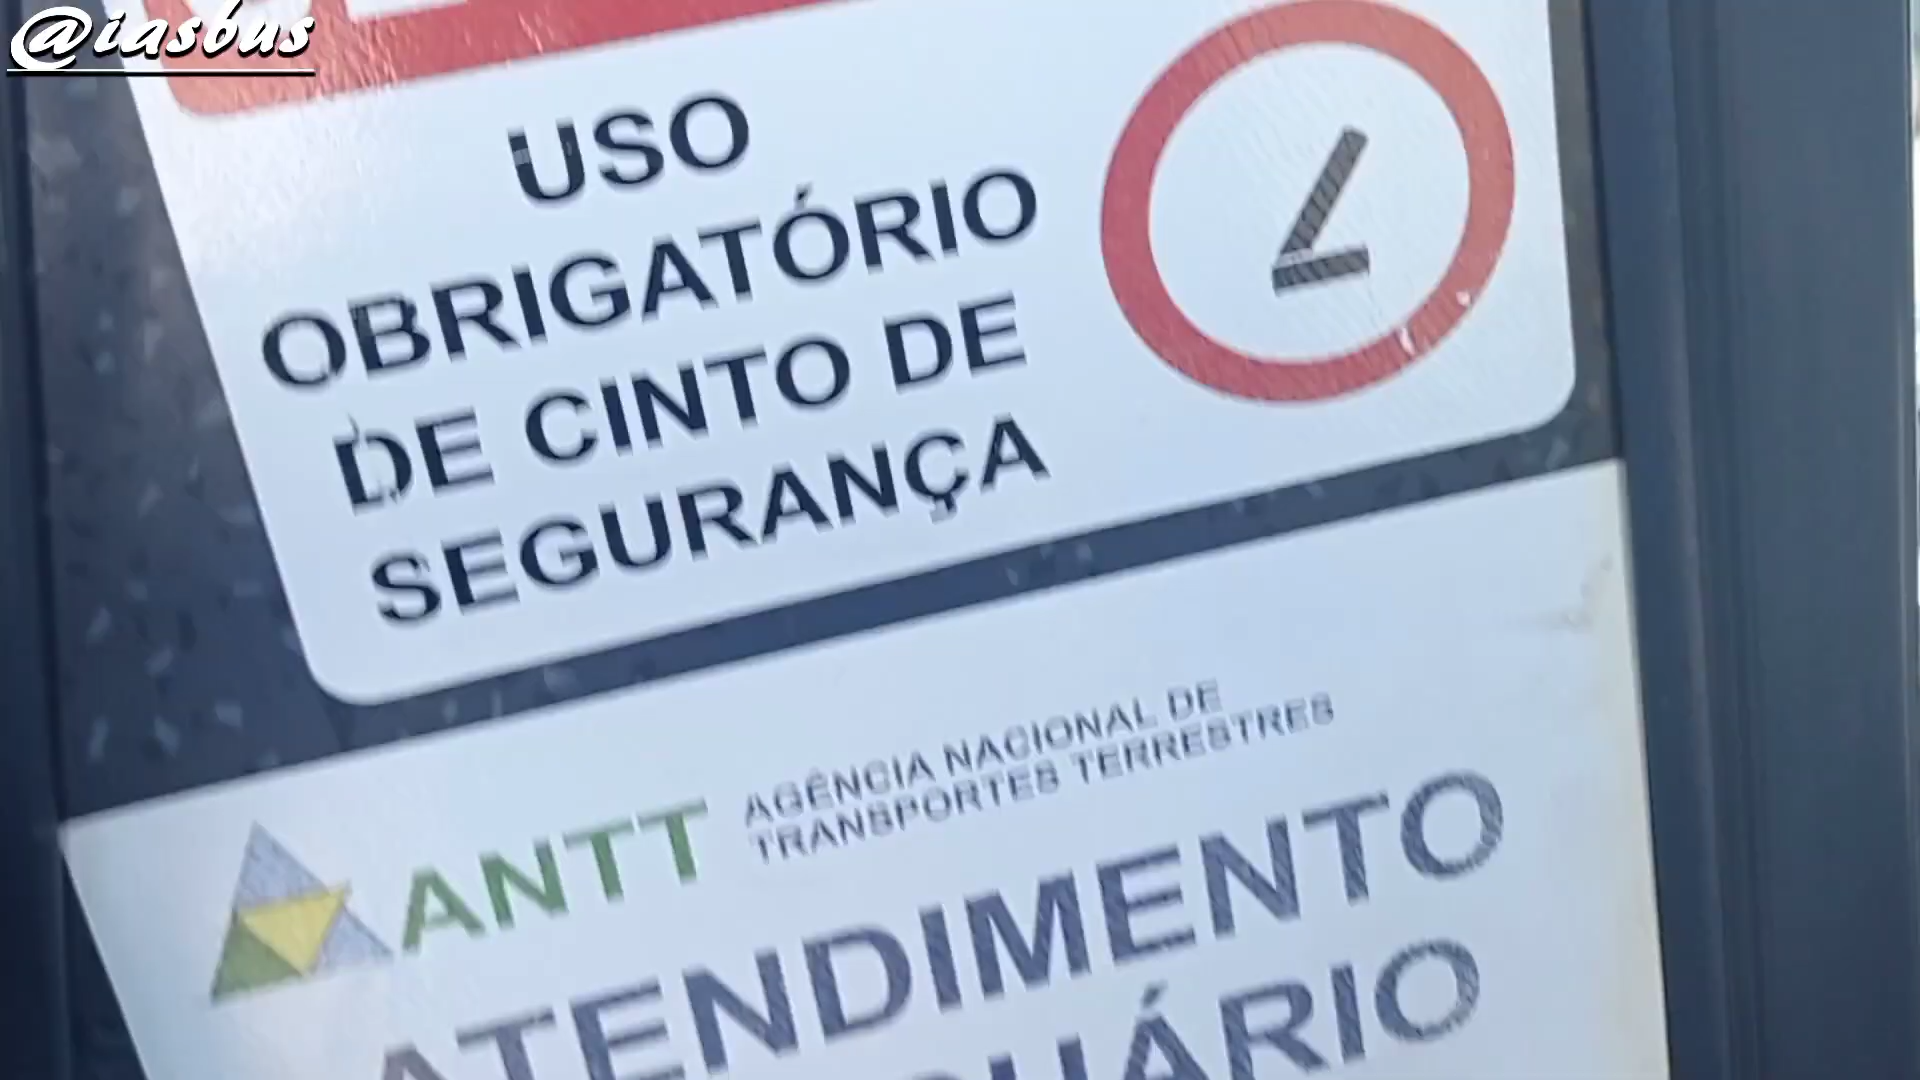 @iasbus
USO
OBRIGATÓRIO
DE CINTO DE
SEGURANÇA
ANTT
AGÊNCIA NACIONAL DE
TRANSPORTES TERRESTRES
ATENDIMENTO